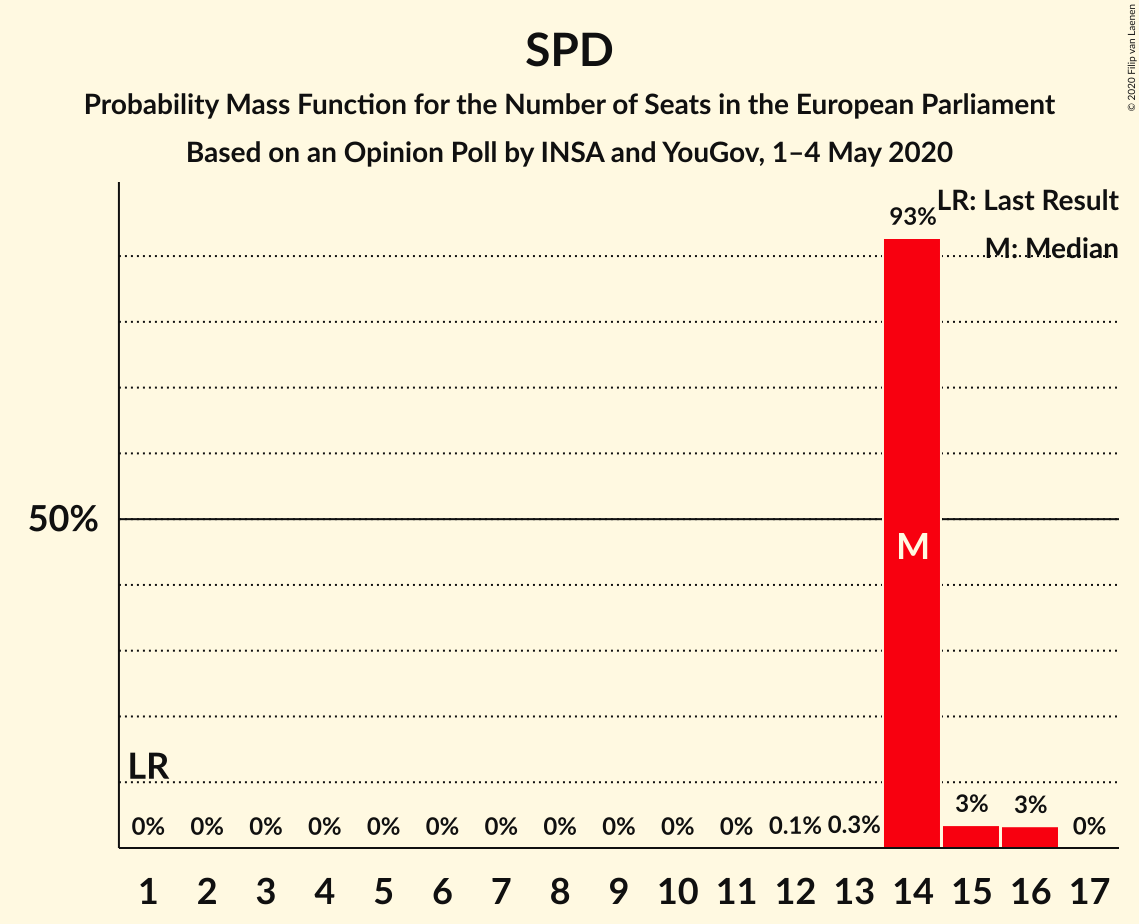 SPD
Probability Mass Function for the Number of Seats in the European Parliament
Based on an Opinion Poll by INSA and YouGov, 1–4 May 2020
© 2020 Filip van Laenen
LR: Last Result
M: Median
93%
50%
M
LR
0% 0% 0% 0% 0% 0% 0% 0% 0% 0% 0% 0.1% 0.3% 3% 3% 0%
1 2 3 4 5 6 7 8 9 10 11 12 13 14 15 16 17